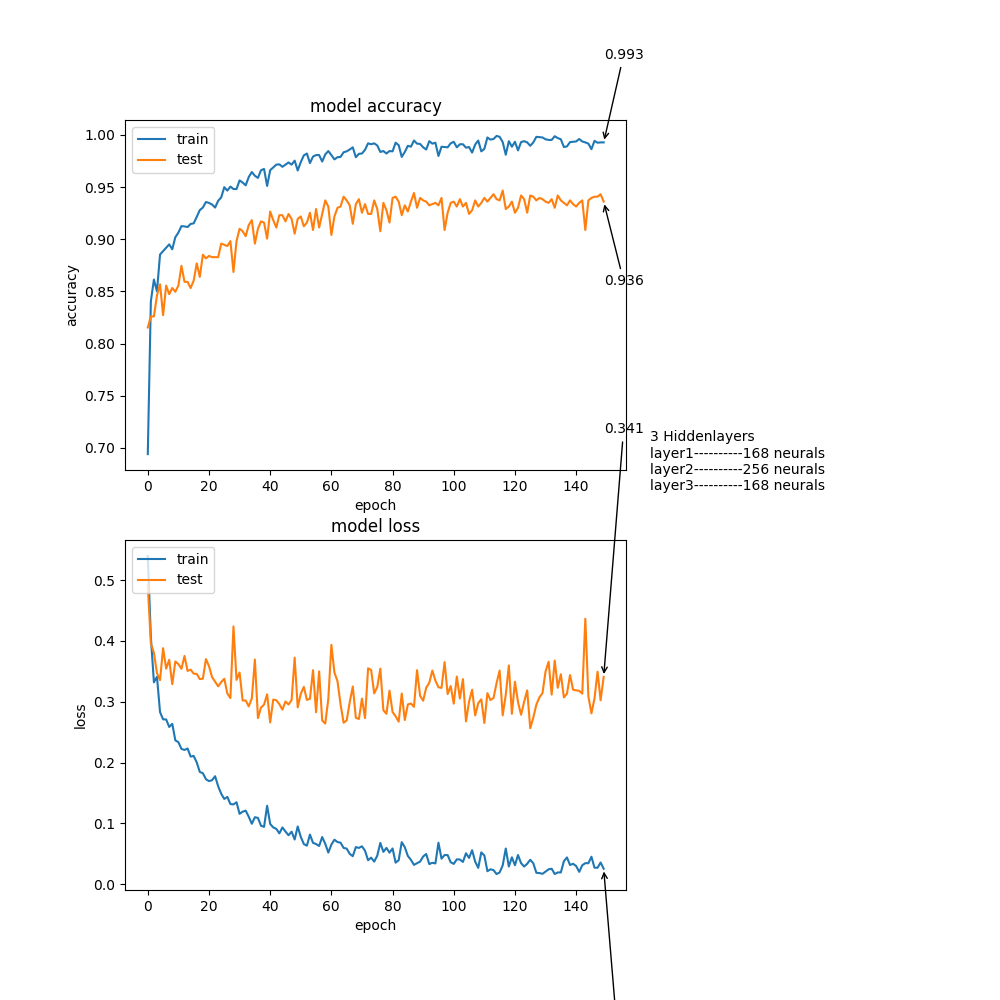 0.993
model accuracy
train
test
1.00
0.95
0.90
0.85
0.80
0.75
0.70
accuracy
0 20 40 60 80 100 120 140
epoch
0.936
0.341
3 Hiddenlayers
layer1----------168 neurals
layer2----------256 neurals
layer3----------168 neurals
model loss
train
test
0.5
0.4
0.3
0.2
0.1
0.0
loss
0 20 40 60 80 100 120 140
epoch